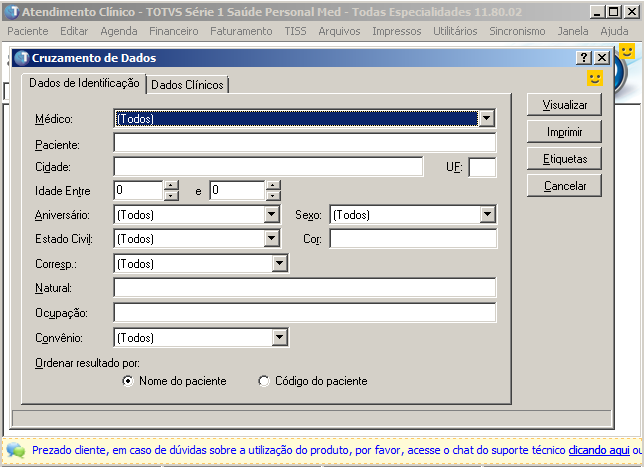 Atendimento Clínico - TOTVS Série 1 Saúde Personal Med - Todas Especialidades 11.80.02
Paciente Editar Agenda Financeiro Faturamento TISS Arquivos Impressos Utilitários Sincronismo Janela Ajuda
Cruzamento de Dados
Dados de Identificação Dados Clínicos
Médico: (Todos) Visualizar
Imprimir
Paciente:
Etiquetas
Cidade: UF:
Cancelar
Idade Entre 0 e 0
Aniversário: (Todos) Sexo: (Todos)
Estado Civil: (Todos) Cor:
Corresp.: (Todos)
Natural:
Ocupação:
Convênio: (Todos)
Ordenar resultado por:
Nome do paciente Código do paciente
Prezado cliente, em caso de dúvidas sobre a utilização do produto, por favor, acesse o chat do suporte técnico clicando aqui ou